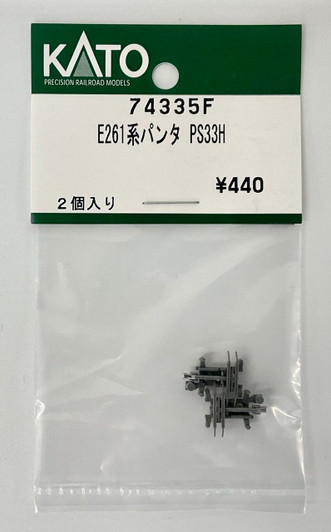 KATO
PRECISION RAILROAD MODELS
74335F
E261系パンタ PS33H
¥440
2個入り